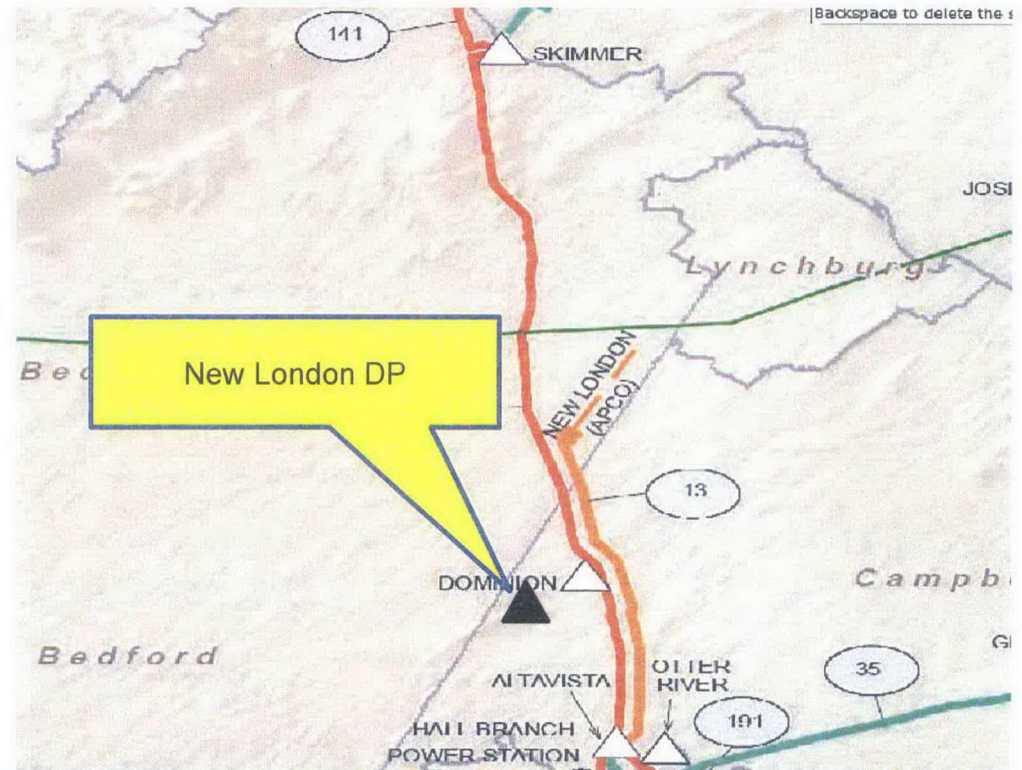 Backspace to delete the s
141
SKIMMER
JOSI
Lynchburg
New London DP
Bed
NEW LONDON
(APCO)
13
DOMINION
Campb
Bedford
ALTAVISTA
OTTER
RIVER
35
GI
191
HALL BRANCH
POWER STATION